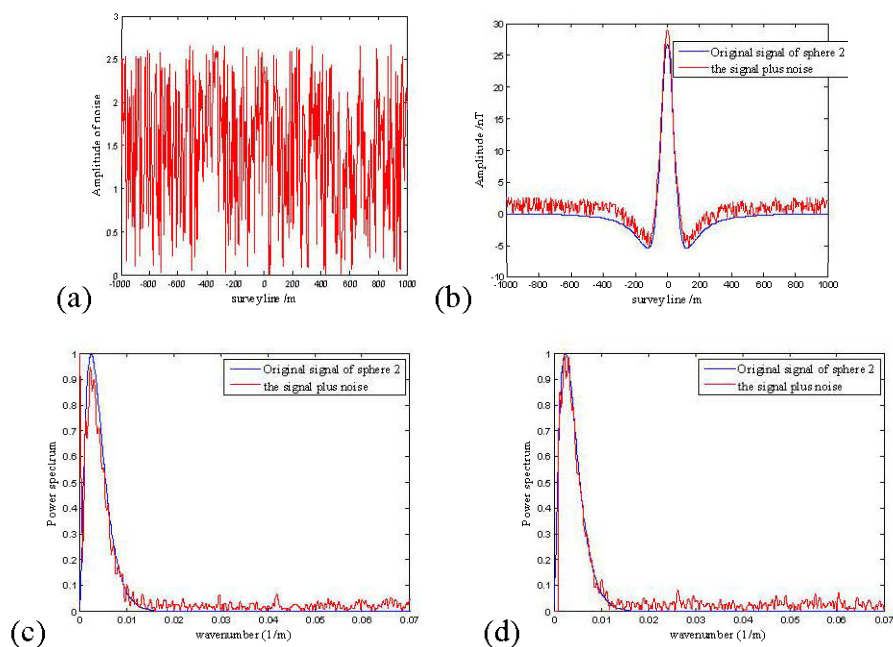 3
2.5
2
1.5
1
0.5
0
Amplitude of noise
-1000 -800 -600 -400 -200 0 200 400 600 800 1000
survey line /m
(a)
30
25
20
15
10
5
0
-5
-10
Amplitude /nT
Original signal of sphere 2
the signal plus noise
-1000 -800 -600 -400 -200 0 200 400 600 800 1000
survey line /m
(b)
1
0.9
0.8
0.7
0.6
0.5
0.4
0.3
0.2
0.1
0
Power spectrum
Original signal of sphere 2
the signal plus noise
0 0.01 0.02 0.03 0.04 0.05 0.06 0.07
wavenumber (1/m)
(c)
1
0.9
0.8
0.7
0.6
0.5
0.4
0.3
0.2
0.1
0
Power spectrum
Original signal of sphere 2
the signal plus noise
0 0.01 0.02 0.03 0.04 0.05 0.06 0.07
wavenumber (1/m)
(d)